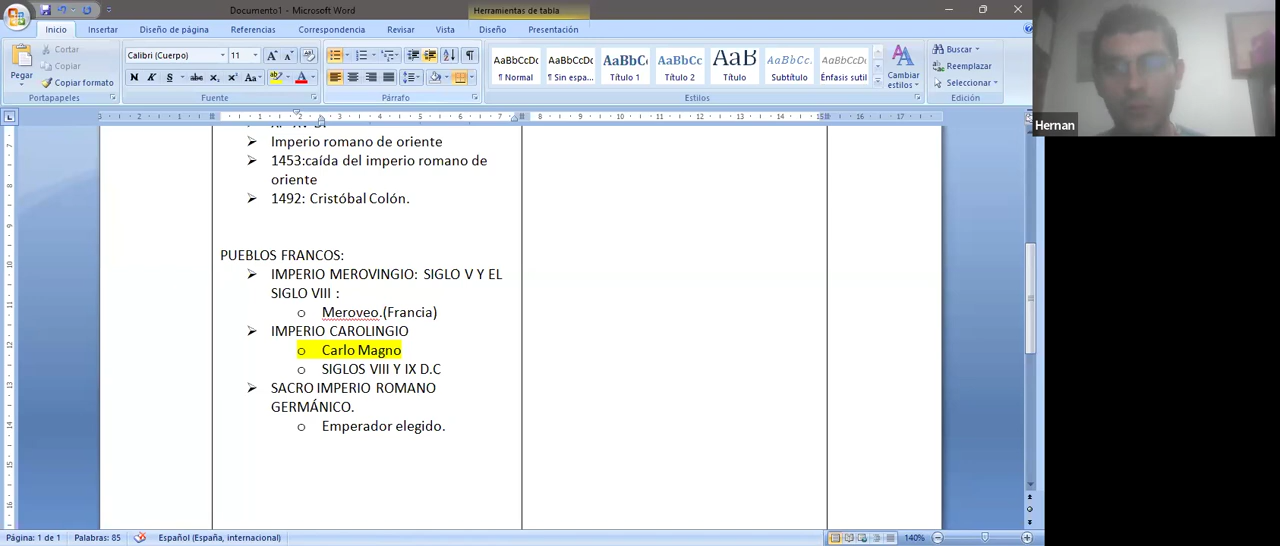 Documento1 - Microsoft Word
Herramientas de tabla
Inicio Insertar Diseño de página Referencias Correspondencia Revisar Vista Diseño Presentación
Pegar
Cortar
Copiar
Copiar formato
Portapapeles
Calibri (Cuerpo) 11
Fuente
Párrafo
AaBbCcDc AaBbCcDc AaBbC AaBbCc AaB AaBbCc AaBbCcDc
¶ Normal ¶ Sin espa... Título 1 Título 2 Título Subtítulo Énfasis sutil
Cambiar estilos
Estilos
Buscar
Reemplazar
Seleccionar
Edición
Hernan
Imperio romano de oriente
1453:caída del imperio romano de
oriente
1492: Cristóbal Colón.
PUEBLOS FRANCOS:
IMPERIO MEROVINGIO: SIGLO V Y EL
SIGLO VIII :
o Meroveo.(Francia)
IMPERIO CAROLINGIO
o Carlo Magno
o SIGLOS VIII Y IX D.C
SACRO IMPERIO ROMANO
GERMÁNICO.
o Emperador elegido.
Página: 1 de 1 Palabras: 85 Español (España, internacional) 140%